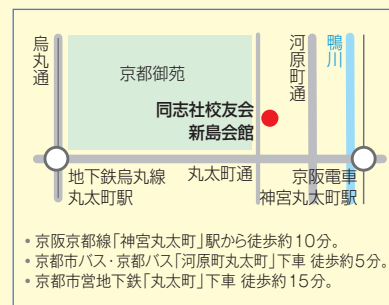 烏丸通
京都御苑
河原町通
鴨川
同志社校友会
新島会館
地下鉄烏丸線
丸太町駅
丸太町通
京阪電車
神宮丸太町駅
• 京阪京都線「神宮丸太町」駅から徒歩約10分。
• 京都市バス・京都バス「河原町丸太町」下車 徒歩約5分。
• 京都市営地下鉄「丸太町」下車 徒歩約15分。